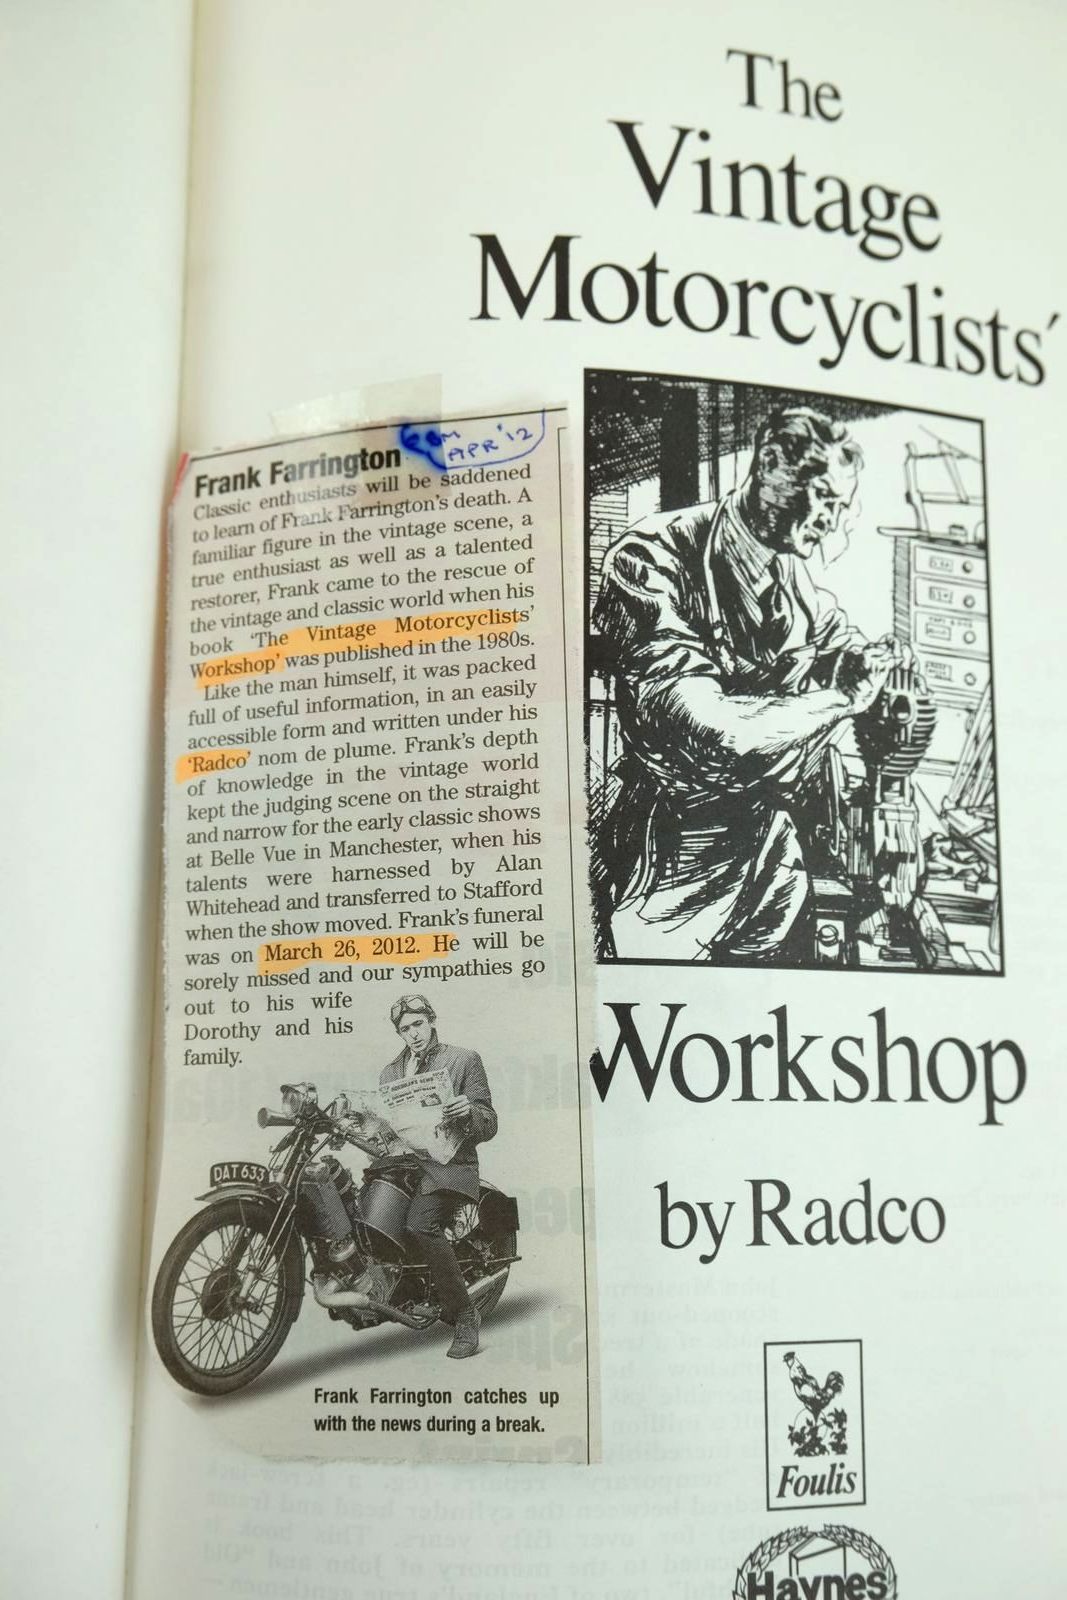 The
Vintage
Motorcyclists'
Workshop
by Radco
Foulis
Haynes
APR '12
Frank Farrington
Classic enthusiasts will be saddened
to learn of Frank Farrington's death. A
familiar figure in the vintage scene, a
true enthusiast as well as a talented
restorer, Frank came to the rescue of
the vintage and classic world when his
book 'The Vintage Motorcyclists'
Workshop' was published in the 1980s.
Like the man himself, it was packed
full of useful information, in an easily
accessible form and written under his
'Radco' nom de plume. Frank's depth
of knowledge in the vintage world
kept the judging scene on the straight
and narrow for the early classic shows
at Belle Vue in Manchester, when his
talents were harnessed by Alan
Whitehead and transferred to Stafford
when the show moved. Frank's funeral
was on March 26, 2012. He will be
sorely missed and our sympathies go
out to his wife
Dorothy and his
family.
DAT 633
Frank Farrington catches up
with the news during a break.